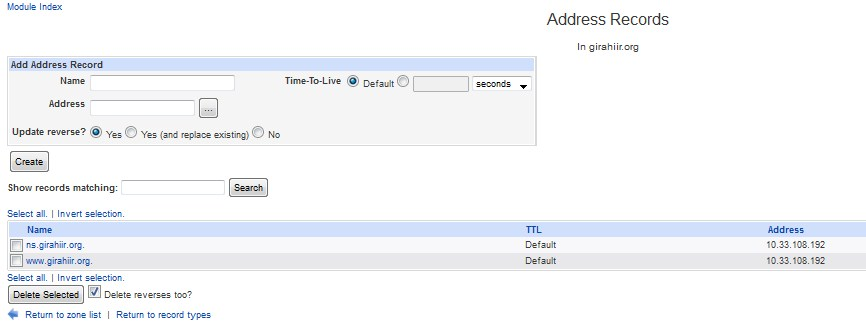 Module Index
Address Records
In girahiir.org
Add Address Record
Name Time-To-Live Default seconds
Address ...
Update reverse? Yes Yes (and replace existing) No
Create
Show records matching: Search
Select all. | Invert selection.
Name TTL Address
ns.girahiir.org. Default 10.33.108.192
www.girahiir.org. Default 10.33.108.192
Select all. | Invert selection.
Delete Selected Delete reverses too?
Return to zone list | Return to record types